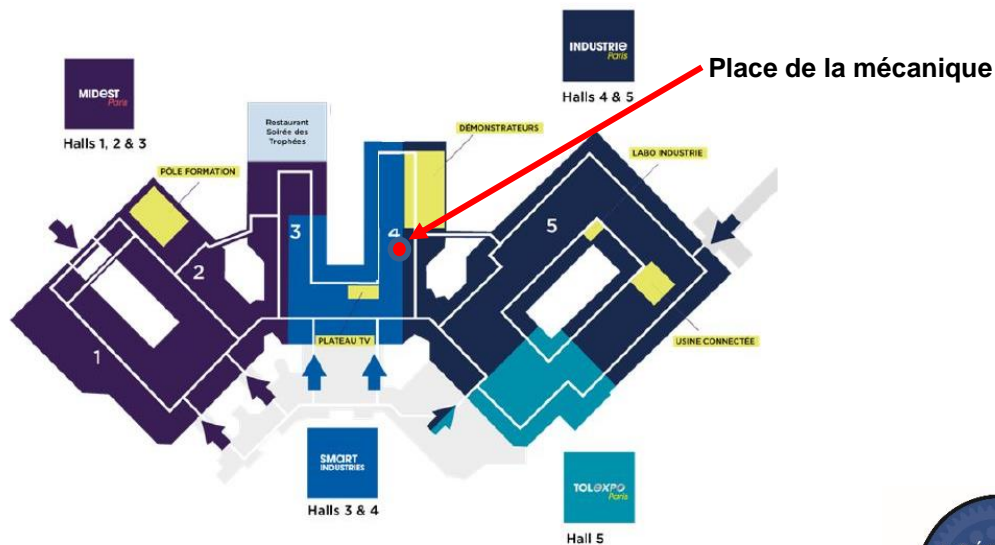 MIDEST
Paris
Halls 1, 2 & 3
INDUSTRIE
Paris
Halls 4 & 5
Place de la mécanique
Restaurant
Soirée des
Trophées
DÉMONSTRATEURS
LABO INDUSTRIE
PÔLE FORMATION
3
4
5
2
1
PLATEAU TV
USINE CONNECTÉE
SMART
INDUSTRIES
Halls 3 & 4
TOLEXPO
Paris
Hall 5